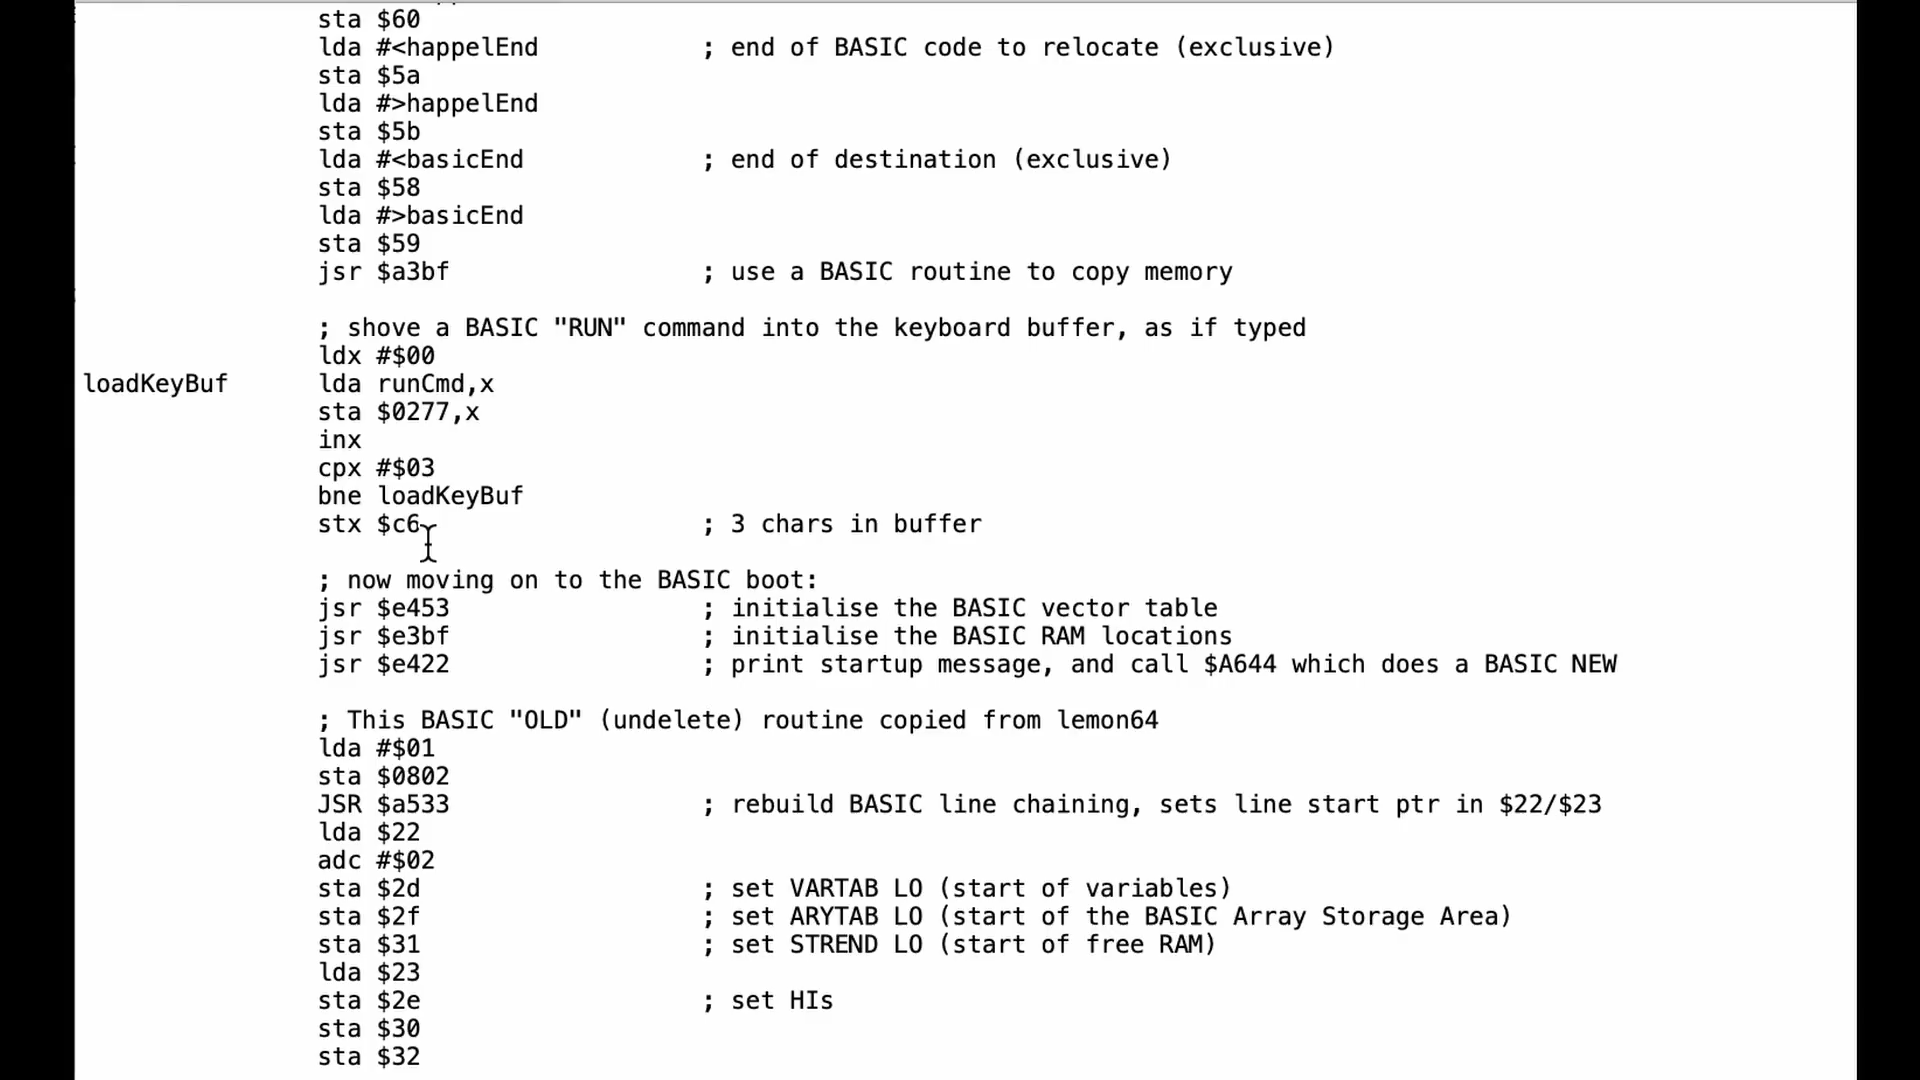 sta $60
lda #<happelEnd ; end of BASIC code to relocate (exclusive)
sta $5a
lda #>happelEnd
sta $5b
lda #<basicEnd ; end of destination (exclusive)
sta $58
lda #>basicEnd
sta $59
jsr $a3bf ; use a BASIC routine to copy memory
; shove a BASIC "RUN" command into the keyboard buffer, as if typed
ldx #$00
loadKeyBuf lda runCmd,x
sta $0277,x
inx
cpx #$03
bne loadKeyBuf
stx $c6 ; 3 chars in buffer
; now moving on to the BASIC boot:
jsr $e453 ; initialise the BASIC vector table
jsr $e3bf ; initialise the BASIC RAM locations
jsr $e422 ; print startup message, and call $A644 which does a BASIC NEW
; This BASIC "OLD" (undelete) routine copied from lemon64
lda #$01
sta $0802
JSR $a533 ; rebuild BASIC line chaining, sets line start ptr in $22/$23
lda $22
adc #$02
sta $2d ; set VARTAB LO (start of variables)
sta $2f ; set ARYTAB LO (start of the BASIC Array Storage Area)
sta $31 ; set STREND LO (start of free RAM)
lda $23
sta $2e ; set HIs
sta $30
sta $32